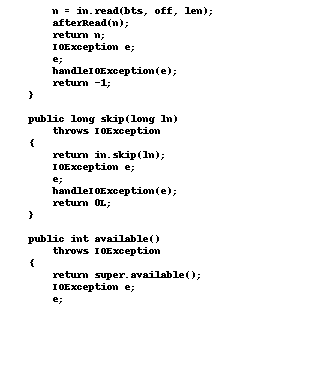 n = in.read(bts, off, len);
afterRead(n);
return n;
IOException e;
e;
handleIOException(e);
return -1;
}
public long skip(long ln)
throws IOException
{
return in.skip(ln);
IOException e;
e;
handleIOException(e);
return 0L;
}
public int available()
throws IOException
{
return super.available();
IOException e;
e;